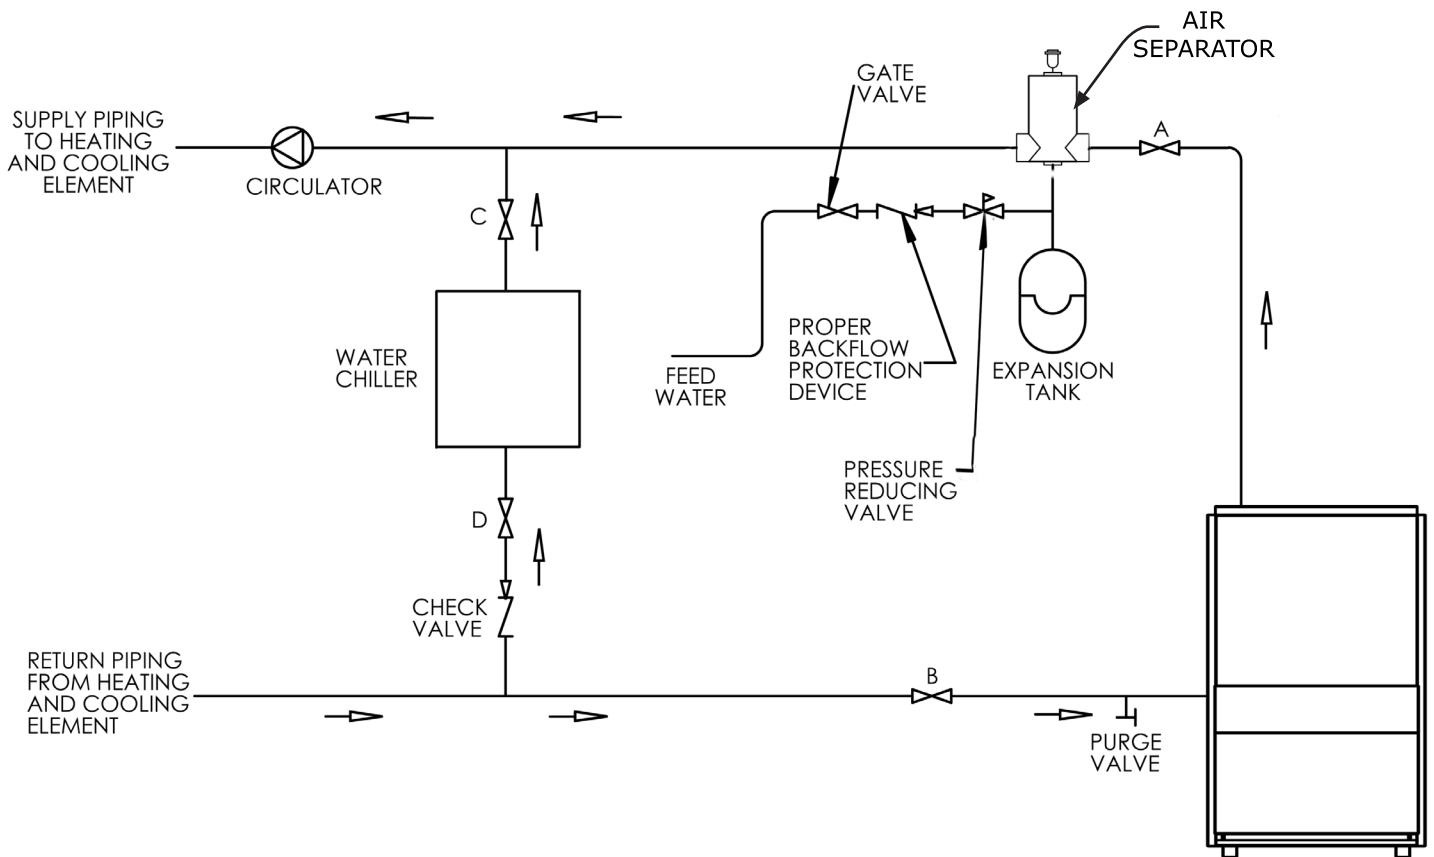 AIR
SEPARATOR
GATE
VALVE
SUPPLY PIPING
TO HEATING
AND COOLING
ELEMENT
CIRCULATOR
A
C
WATER
CHILLER
FEED
WATER
PROPER
BACKFLOW
PROTECTION
DEVICE
EXPANSION
TANK
PRESSURE
REDUCING
VALVE
D
CHECK
VALVE
RETURN PIPING
FROM HEATING
AND COOLING
ELEMENT
B
PURGE
VALVE